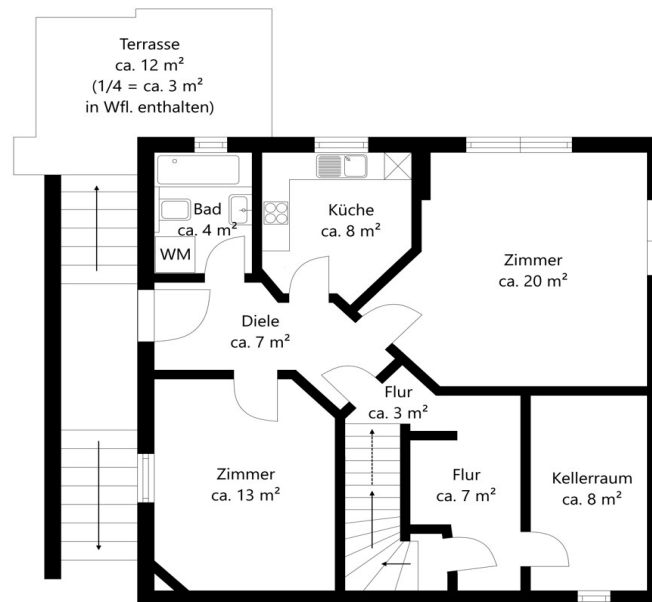 Terrasse
ca. 12 m²
(1/4 = ca. 3 m²
in Wfl. enthalten)
Bad
ca. 4 m²
WM
Küche
ca. 8 m²
Zimmer
ca. 20 m²
Diele
ca. 7 m²
Flur
ca. 3 m²
Zimmer
ca. 13 m²
Flur
ca. 7 m²
Kellerraum
ca. 8 m²